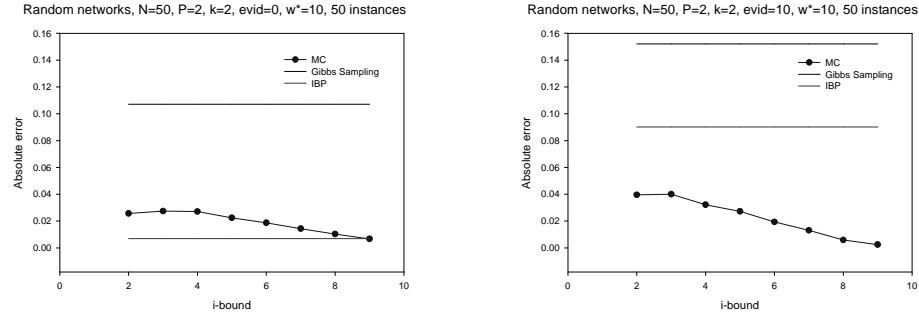 Random networks, N=50, P=2, k=2, evid=0, w*=10, 50 instances
0.16
0.14
0.12
0.10
0.08
0.06
0.04
0.02
0.00
Absolute error
MC
Gibbs Sampling
IBP
0
2
4
6
8
10
i-bound
Random networks, N=50, P=2, k=2, evid=10, w*=10, 50 instances
0.16
0.14
0.12
0.10
0.08
0.06
0.04
0.02
0.00
Absolute error
MC
Gibbs Sampling
IBP
0
2
4
6
8
10
i-bound